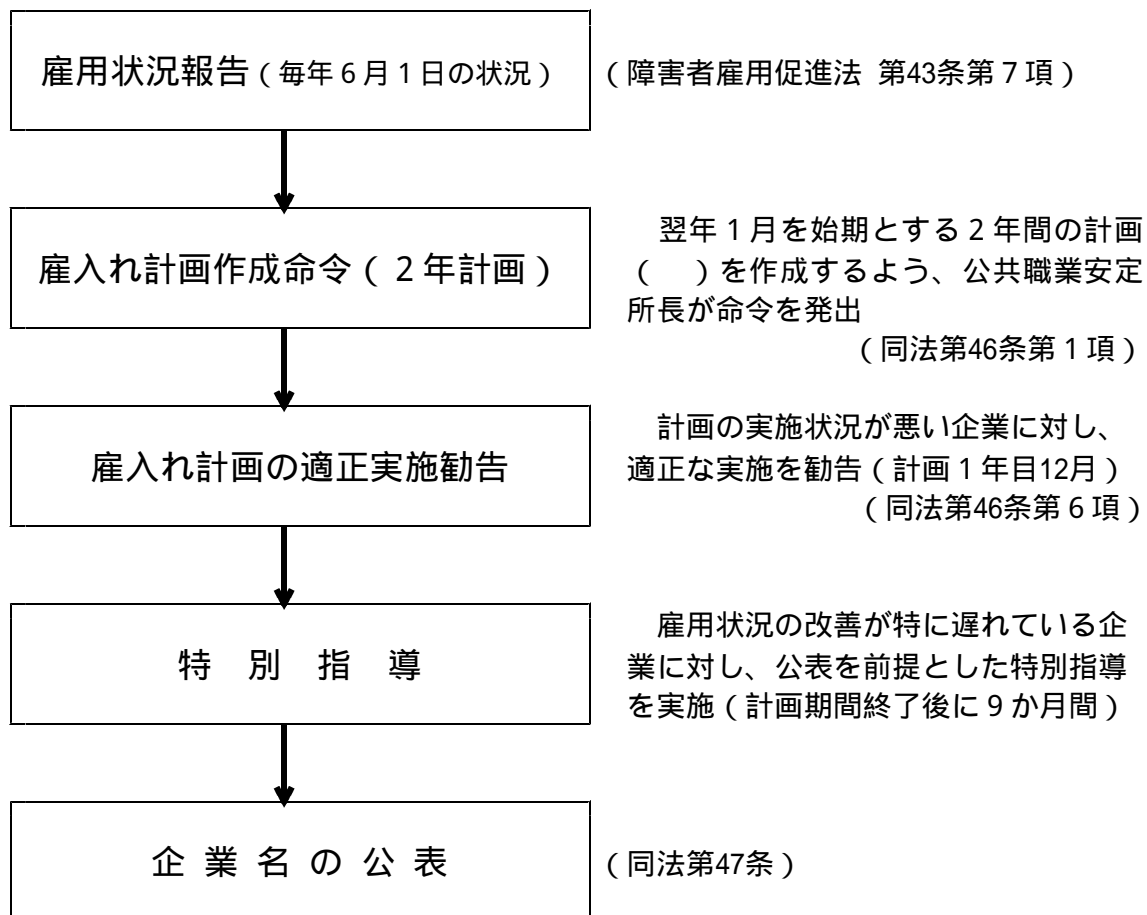 雇用状況報告（毎年６月１日の状況）
（障害者雇用促進法 第43条第７項）
雇入れ計画作成命令（２年計画）
翌年１月を始期とする２年間の計画
（　）を作成するよう、公共職業安定
所長が命令を発出
（同法第46条第１項）
雇入れ計画の適正実施勧告
計画の実施状況が悪い企業に対し、
適正な実施を勧告（計画１年目12月）
（同法第46条第６項）
特　別　指　導
雇用状況の改善が特に遅れている企
業に対し、公表を前提とした特別指導
を実施（計画期間終了後に９か月間）
企 業 名 の 公 表
（同法第47条）